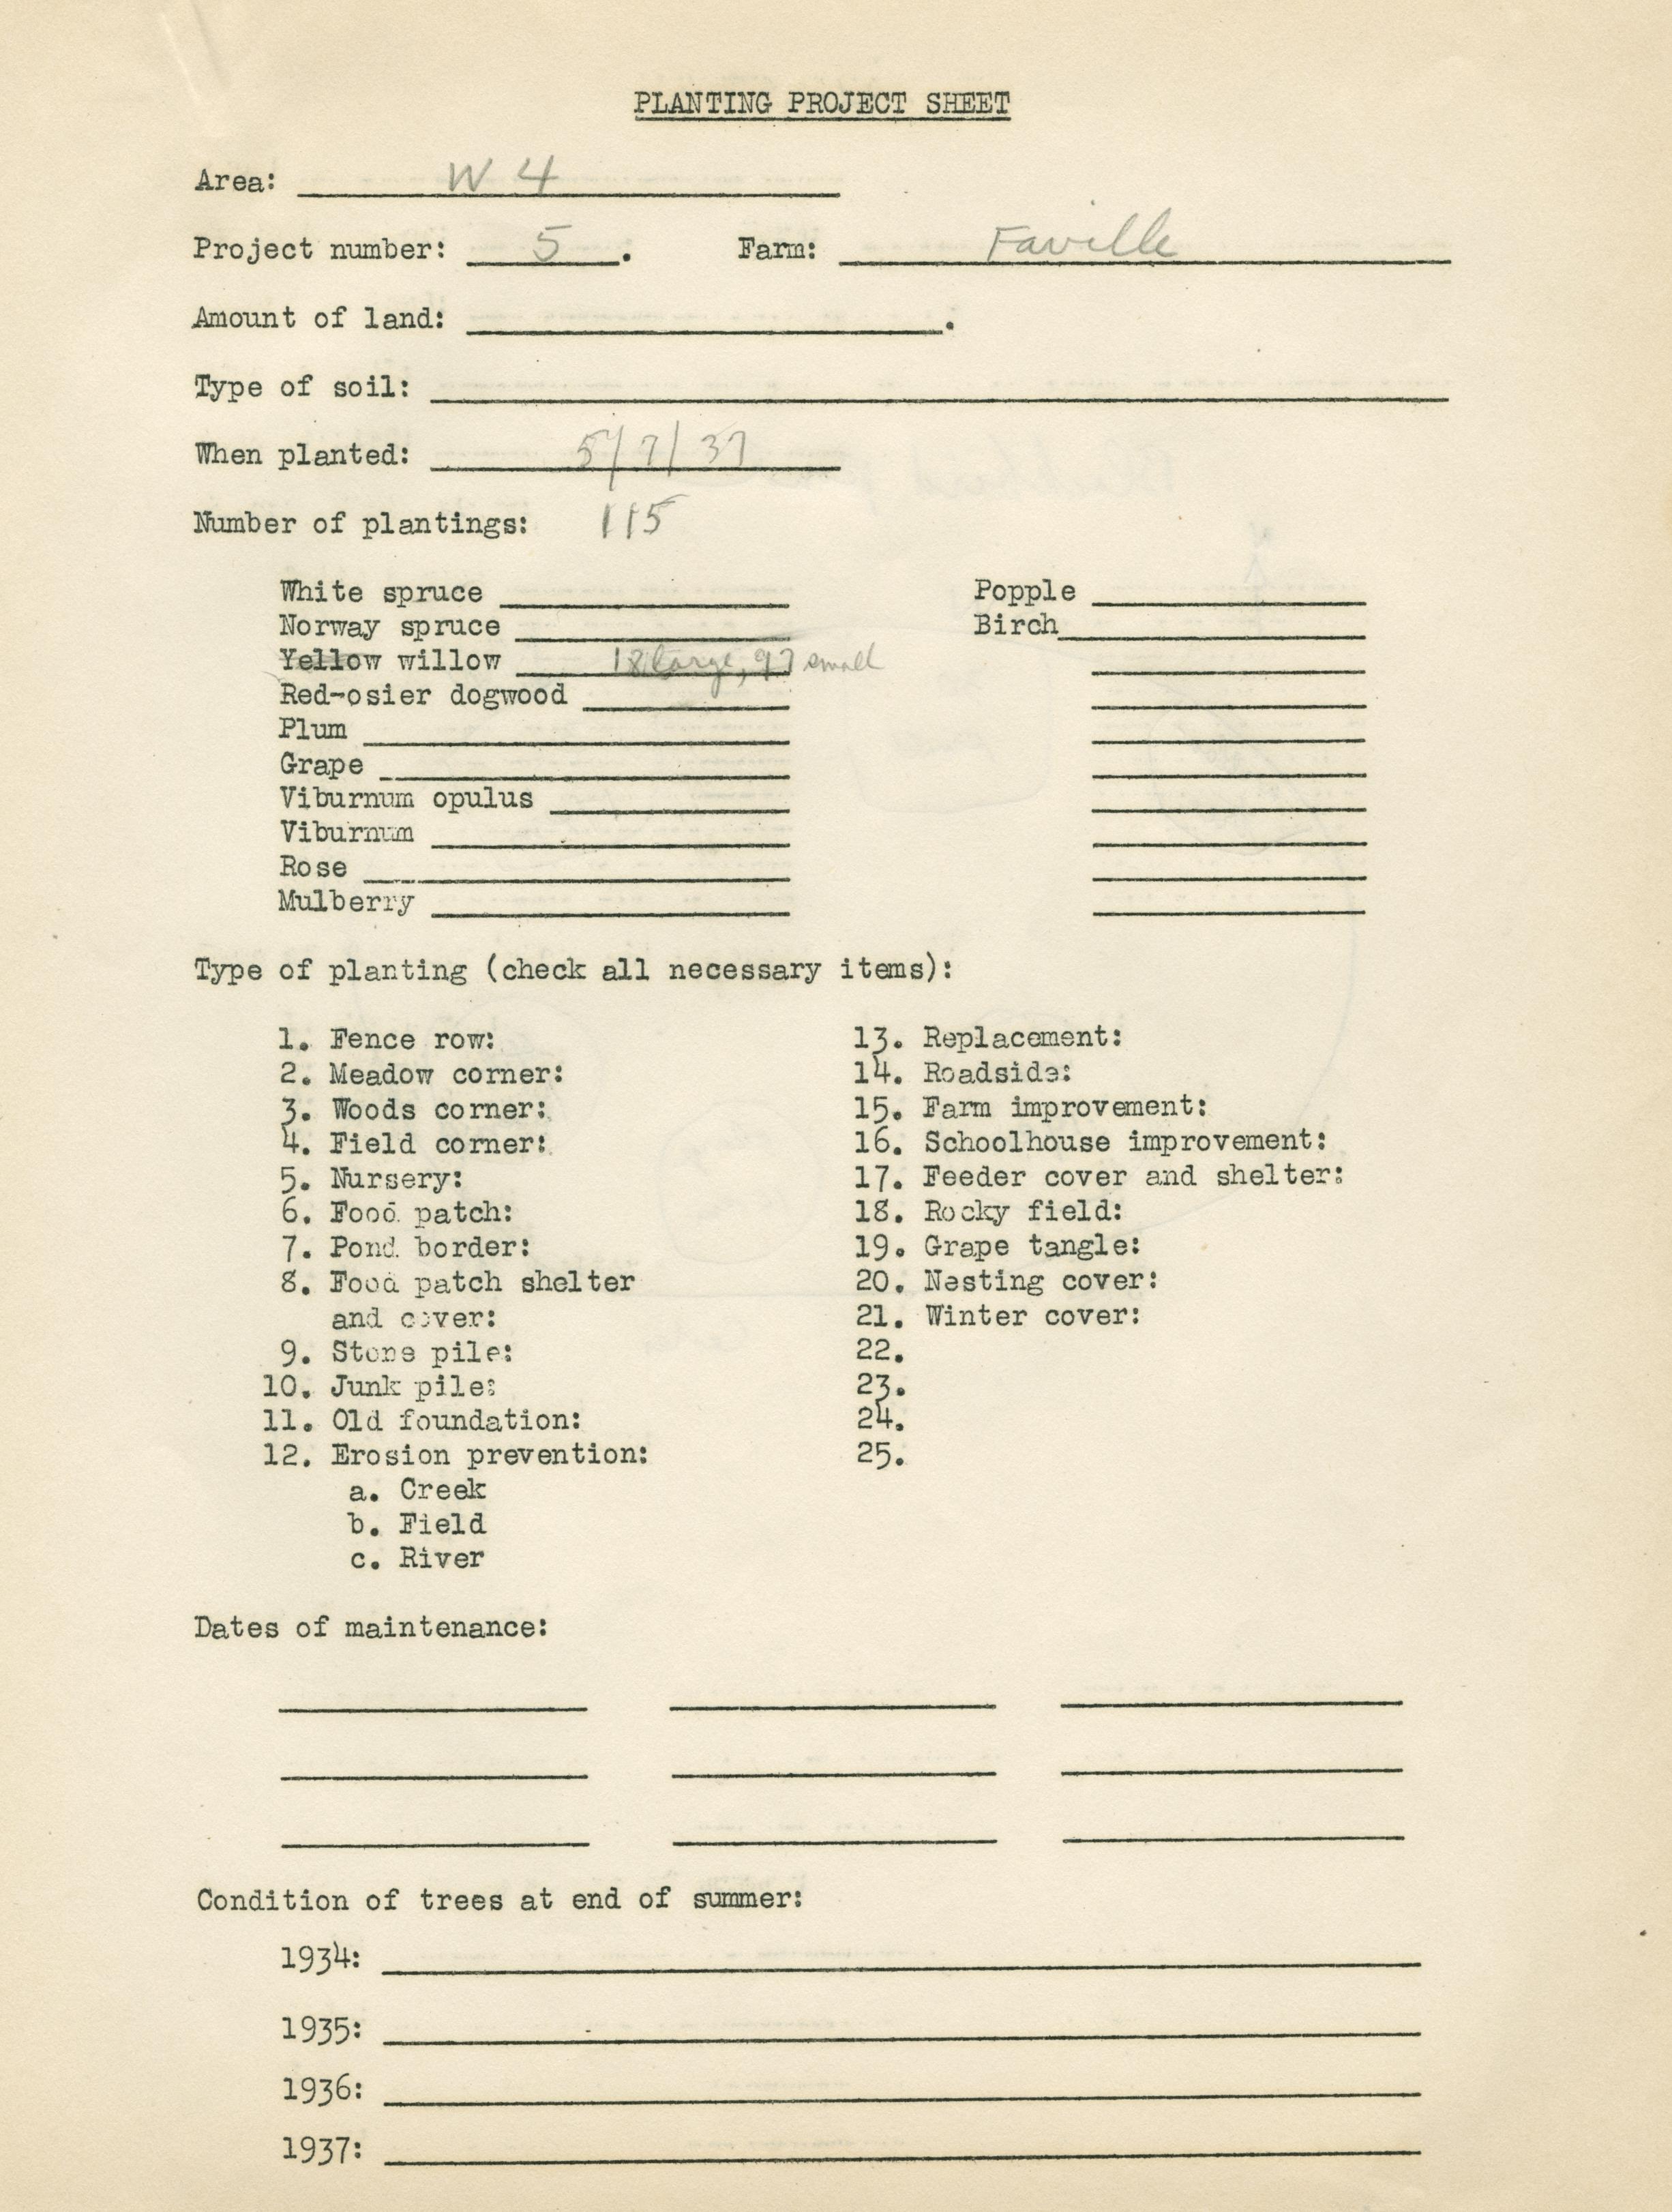 PLANTING PROJECT SHEET
Area: W 4
Project number: 5. Farm: Faville
Amount of land: .
Type of soil:
When planted: 5/7/37
Number of plantings: 115
White spruce Popple
Norway spruce Birch
Yellow willow 18 large, 97 small
Red-osier dogwood
Plum
Grape
Viburnum opulus
Viburnum
Rose
Mulberry
Type of planting (check all necessary items):
1. Fence row: 13. Replacement:
2. Meadow corner: 14. Roadside:
3. Woods corner: 15. Farm improvement:
4. Field corner: 16. Schoolhouse improvement:
5. Nursery: 17. Feeder cover and shelter:
6. Food patch: 18. Rocky field:
7. Pond border: 19. Grape tangle:
8. Food patch shelter 20. Nesting cover:
and cover: 21. Winter cover:
9. Stone pile: 22.
10. Junk pile: 23.
11. Old foundation: 24.
12. Erosion prevention: 25.
a. Creek
b. Field
c. River
Dates of maintenance:
Condition of trees at end of summer:
1934:
1935:
1936:
1937: